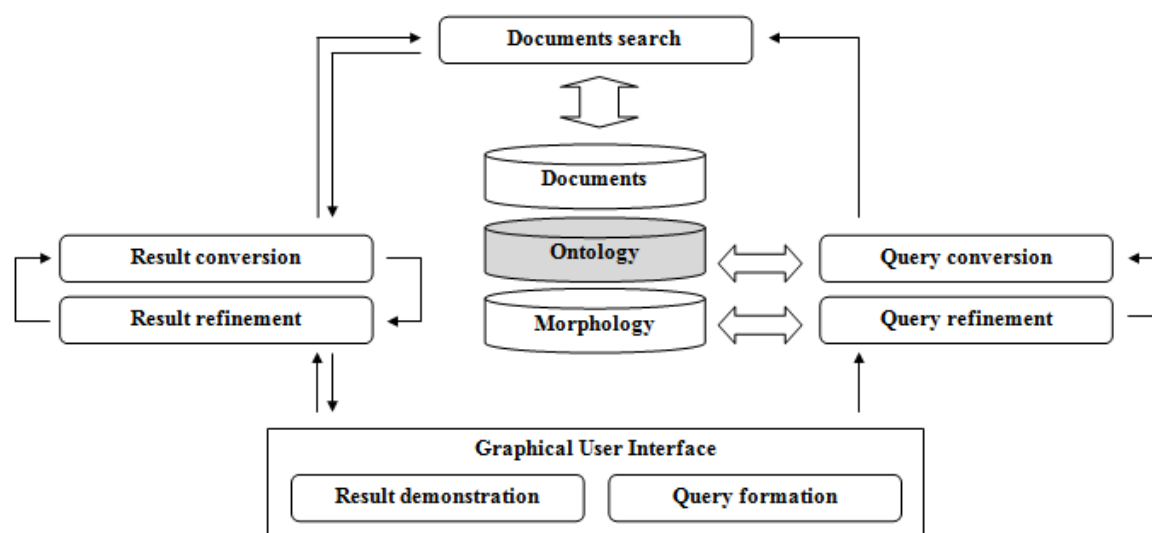 Documents search
Documents
Result conversion
Ontology
Query conversion
Result refinement
Morphology
Query refinement
Graphical User Interface
Result demonstration
Query formation